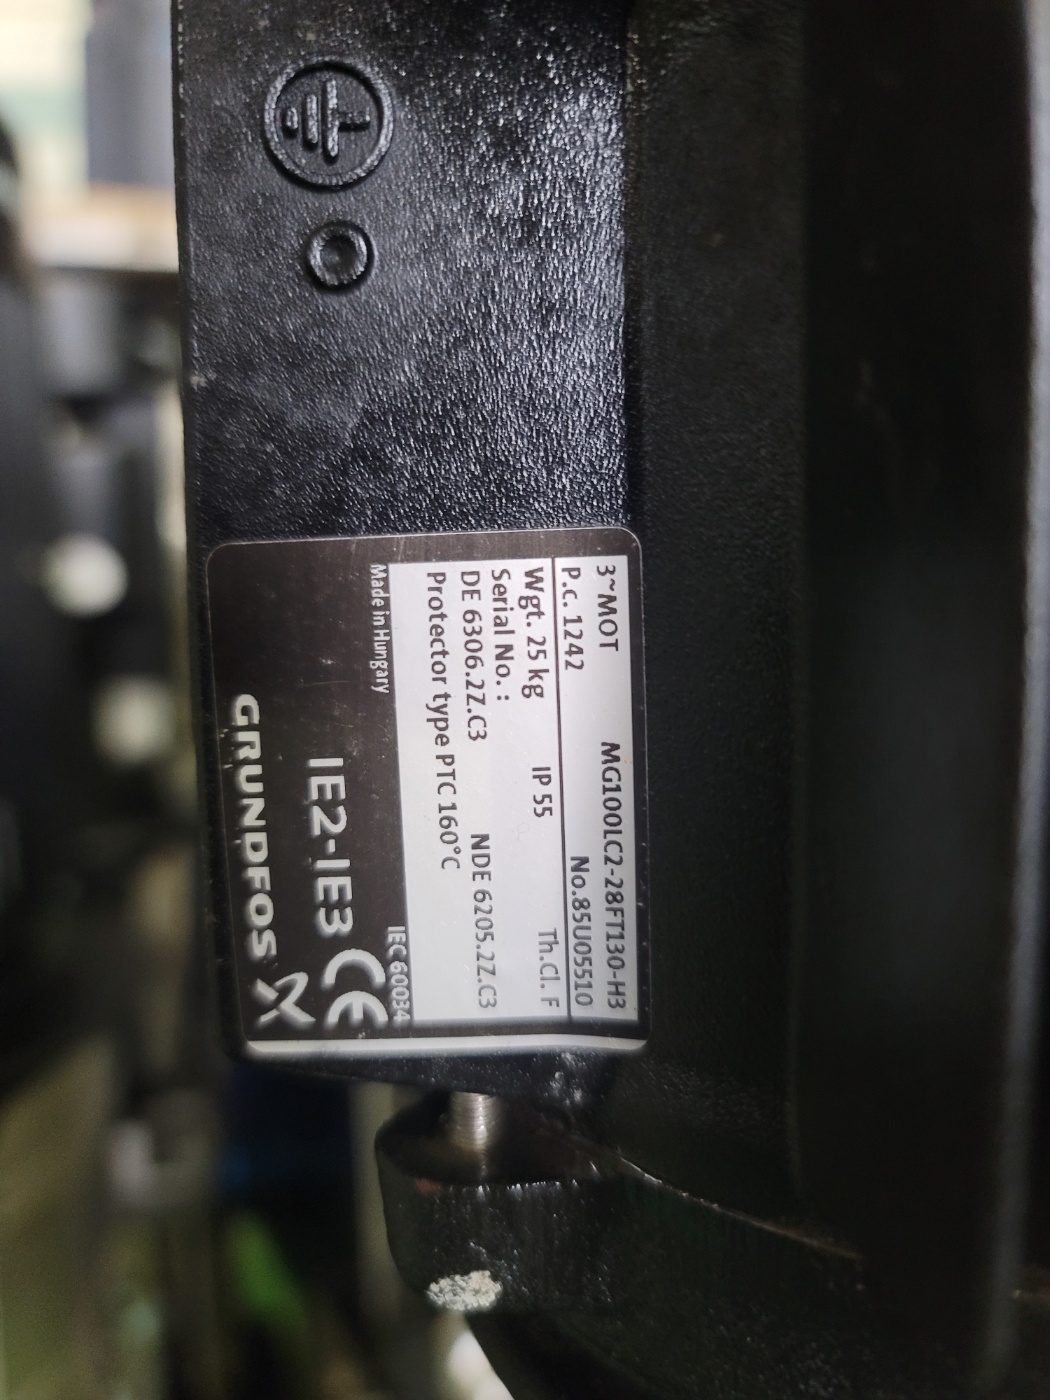 3~MOT MG100LC2-28FT130-H3
P.c. 1242 No.85U05510
Wgt. 25 kg IP 55 Th.Cl. F
Serial No. :
DE 6306.2Z.C3 NDE 6205.2Z.C3
Protector type PTC 160°C
Made in Hungary IEC 60034
IE2-IE3 CE
GRUNDFOS